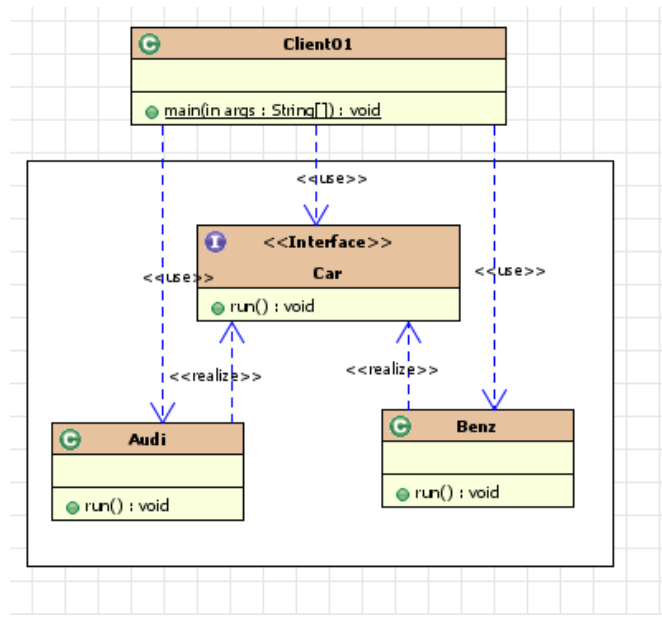 C Client01
main(in args : String[]) : void
<<use>>
I <<Interface>>
Car
run() : void
<<use>>
<<use>>
<<realize>>
<<realize>>
C Audi
run() : void
C Benz
run() : void